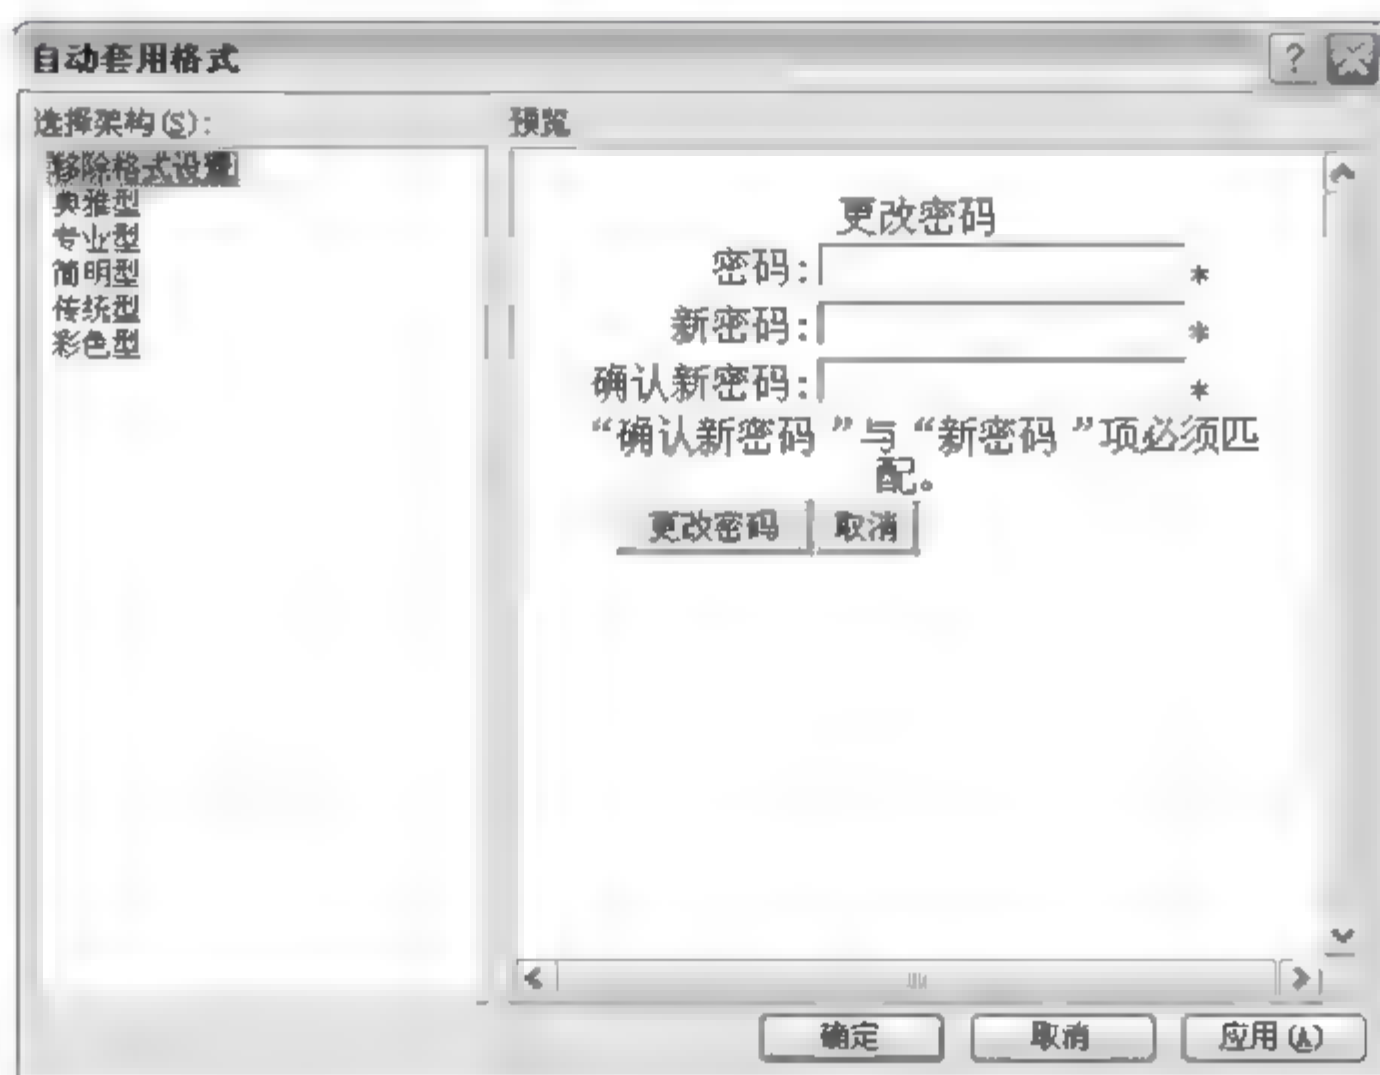 自动套用格式
选择架构(S):
移除格式设置
典雅型
专业型
简明型
传统型
彩色型
预览
更改密码
密码: *
新密码: *
确认新密码: *
“确认新密码 ”与“新密码 ”项必须匹
配。
更改密码 取消
确定 取消 应用(A)